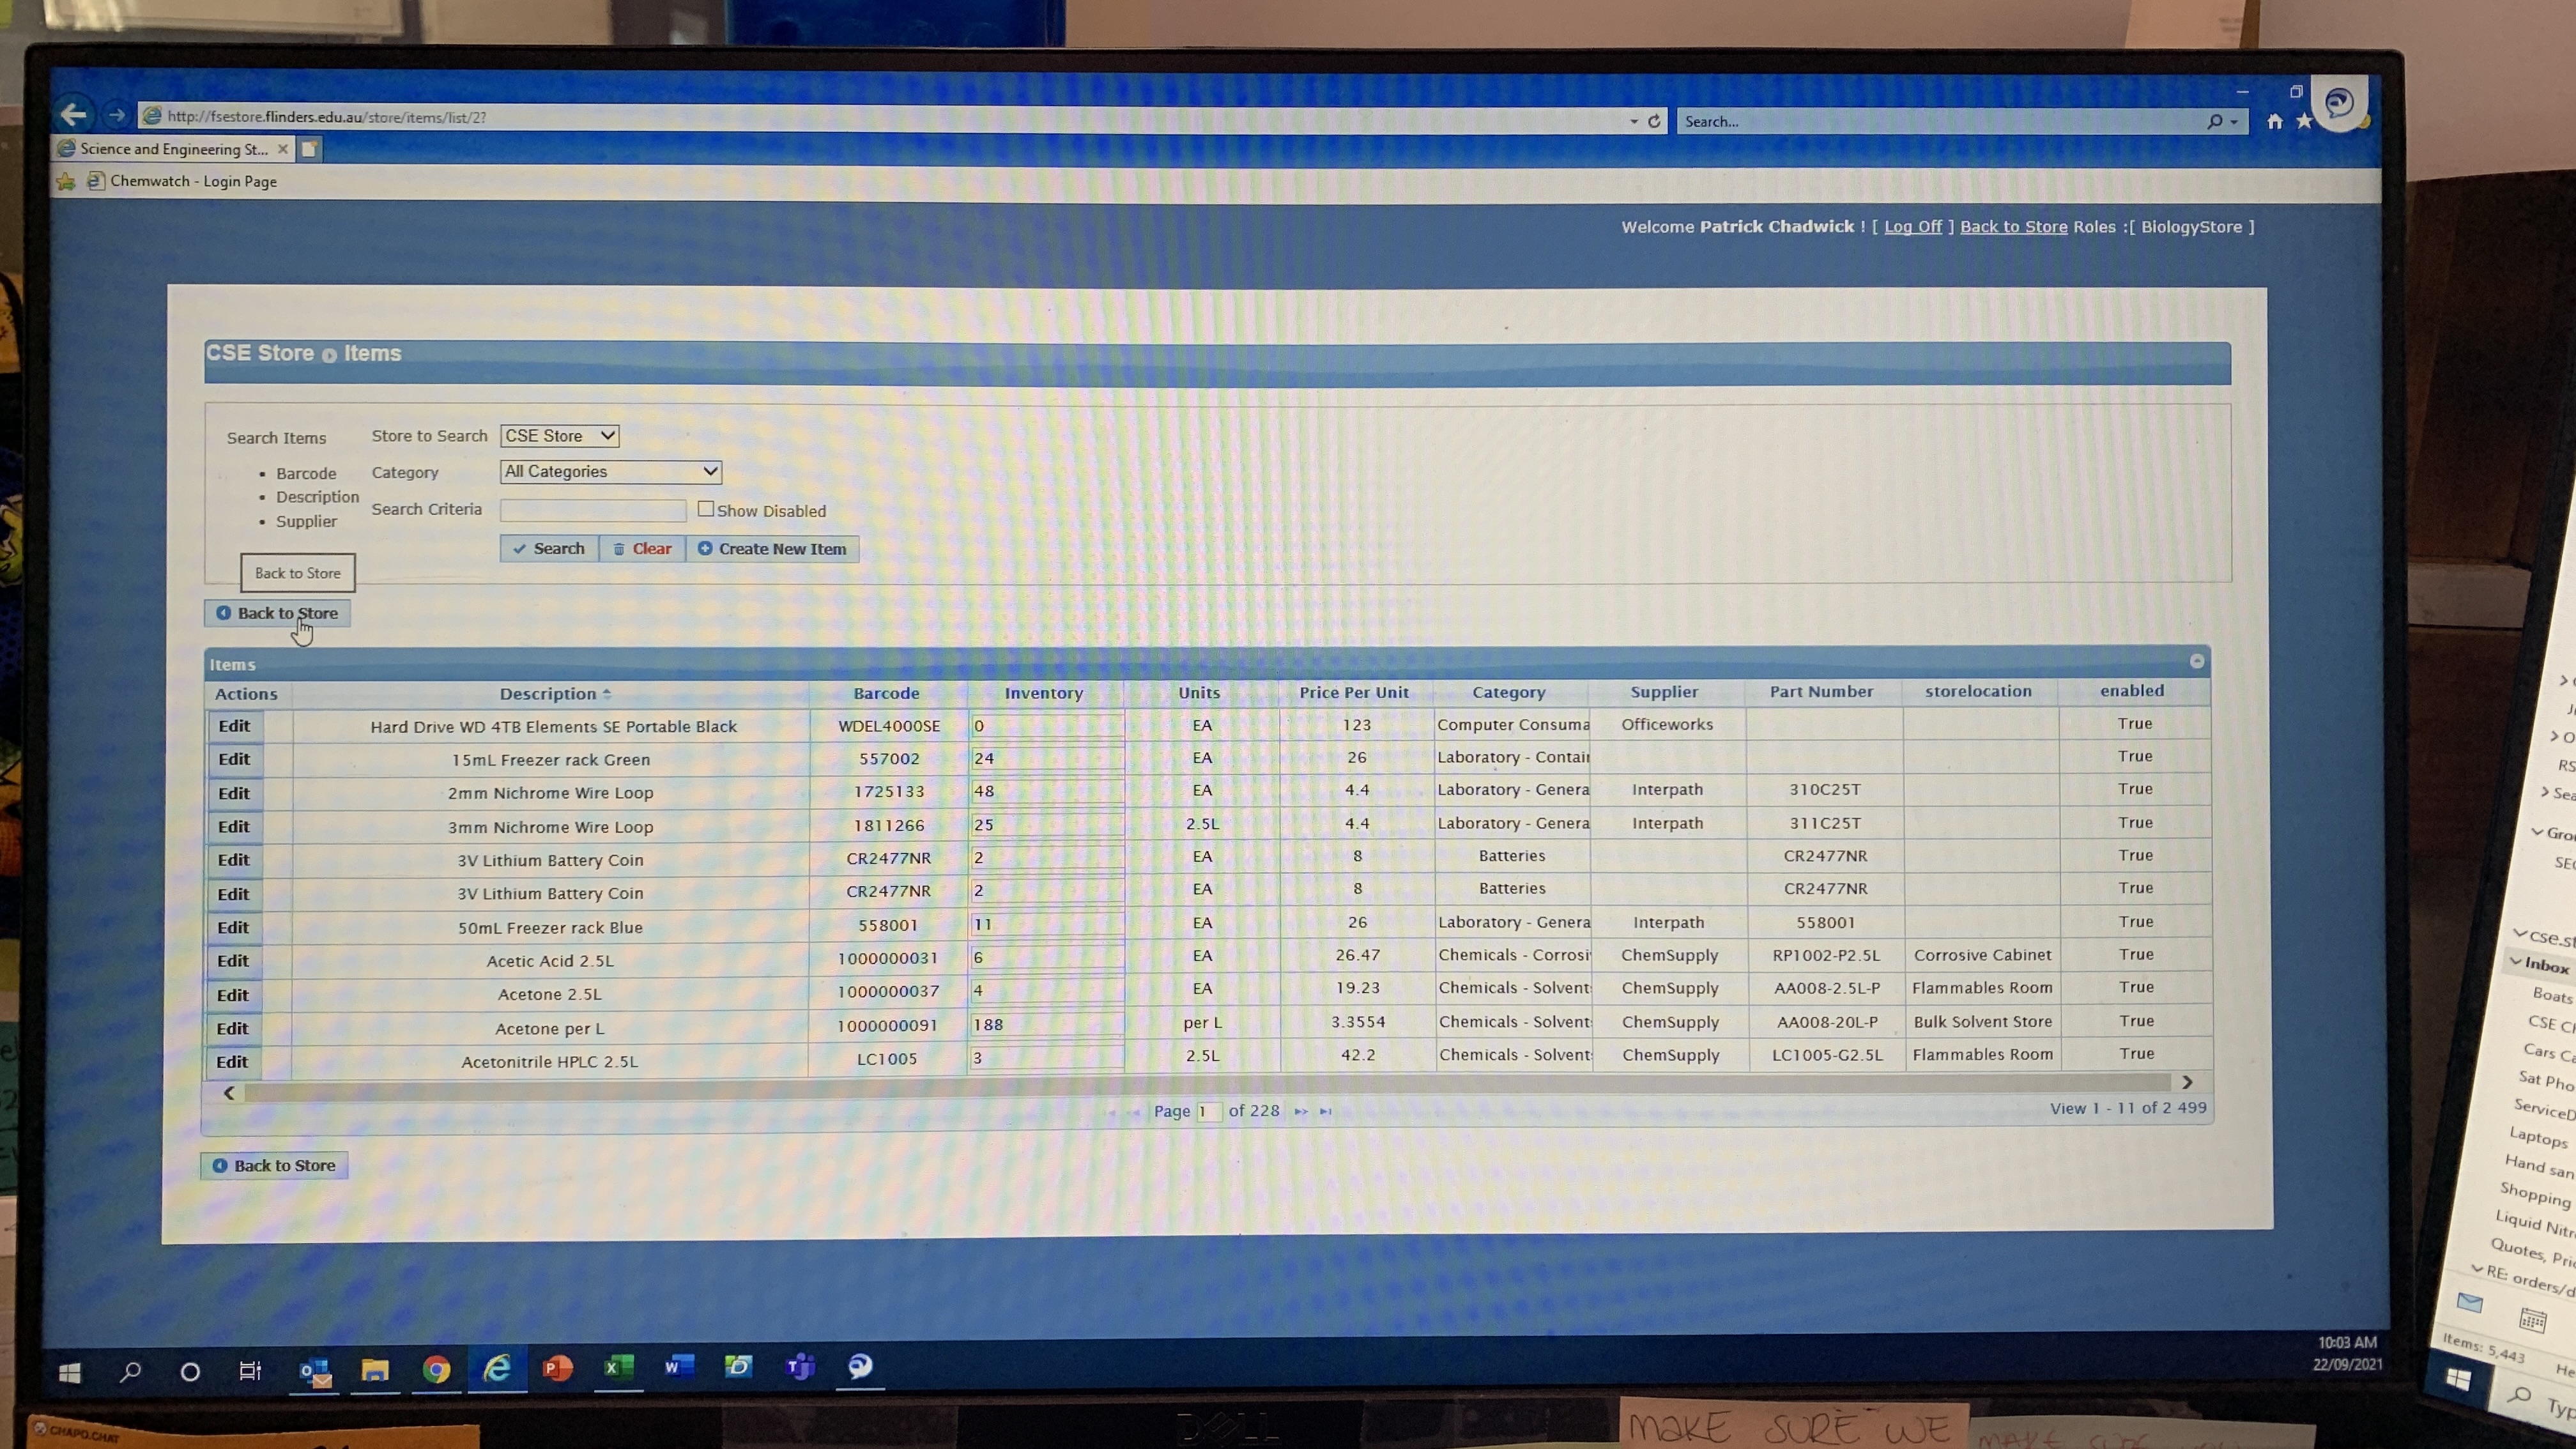 http://fsestore.flinders.edu.au/store/items/list/2?
Search...
Science and Engineering St...
Chemwatch - Login Page
Welcome Patrick Chadwick ! [ Log Off ] Back to Store Roles :[ BiologyStore ]
CSE Store Items
Search Items Store to Search CSE Store
• Barcode Category All Categories
• Description
• Supplier Search Criteria Show Disabled
Search Clear Create New Item
Back to Store
Back to Store
Items
Actions Description Barcode Inventory Units Price Per Unit Category Supplier Part Number storelocation enabled
Edit Hard Drive WD 4TB Elements SE Portable Black WDEL4000SE 0 EA 123 Computer Consuma Officeworks True
Edit 15mL Freezer rack Green 557002 24 EA 26 Laboratory - Contain True
Edit 2mm Nichrome Wire Loop 1725133 48 EA 4.4 Laboratory - Genera Interpath 310C25T True
Edit 3mm Nichrome Wire Loop 1811266 25 2.5L 4.4 Laboratory - Genera Interpath 311C25T True
Edit 3V Lithium Battery Coin CR2477NR 2 EA 8 Batteries CR2477NR True
Edit 3V Lithium Battery Coin CR2477NR 2 EA 8 Batteries CR2477NR True
Edit 50mL Freezer rack Blue 558001 11 EA 26 Laboratory - Genera Interpath 558001 True
Edit Acetic Acid 2.5L 1000000031 6 EA 26.47 Chemicals - Corrosi ChemSupply RP1002-P2.5L Corrosive Cabinet True
Edit Acetone 2.5L 1000000037 4 EA 19.23 Chemicals - Solvent ChemSupply AA008-2.5L-P Flammables Room True
Edit Acetone per L 1000000091 188 per L 3.3554 Chemicals - Solvent ChemSupply AA008-20L-P Bulk Solvent Store True
Edit Acetonitrile HPLC 2.5L LC1005 3 2.5L 42.2 Chemicals - Solvent ChemSupply LC1005-G2.5L Flammables Room True
Page 1 of 228
View 1 - 11 of 2 499
Back to Store
10:03 AM
22/09/2021
DELL
MAKE SURE WE
CHAPO.CHAT
RS
Sea
Grou
SEC
cse.st
Inbox
Boats
CSE Ch
Cars Ca
Sat Pho
ServiceD
Laptops
Hand san
Shopping
Liquid Nitr
Quotes, Pric
RE: orders/d
Items: 5,443
Typ